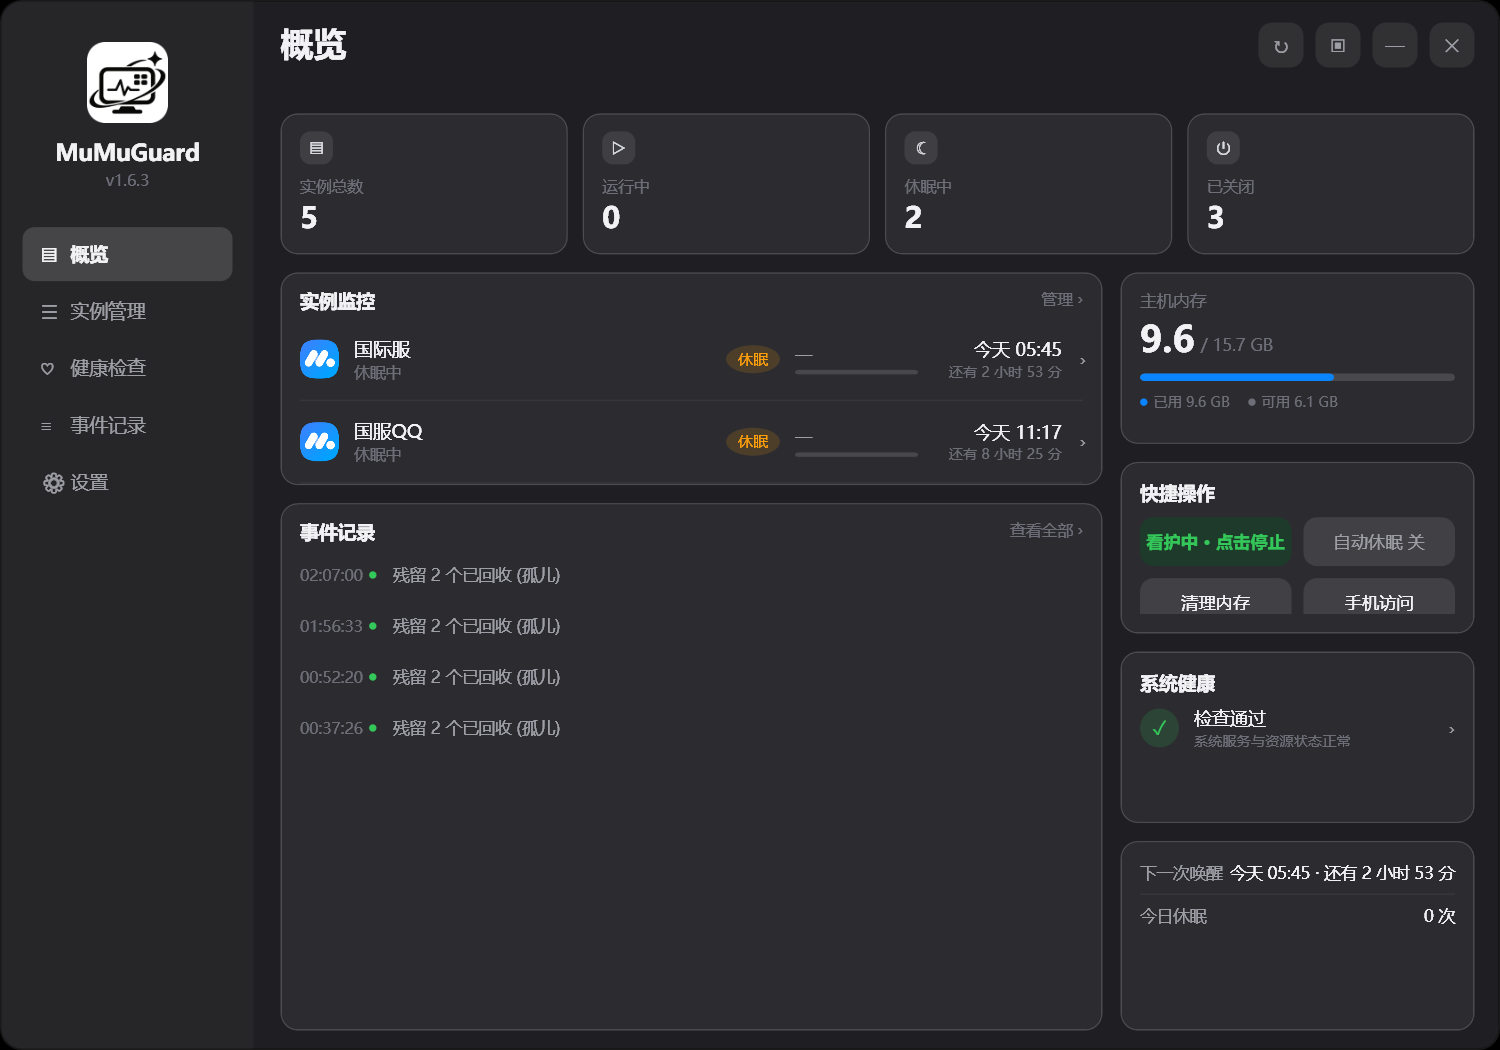 MuMuGuard
v1.6.3
概览
实例管理
健康检查
事件记录
设置
概览
实例总数
5
运行中
0
休眠中
2
已关闭
3
实例监控
管理 ›
国际服
休眠中
休眠
—
今天 05:45
还有 2 小时 53 分
›
国服QQ
休眠中
休眠
—
今天 11:17
还有 8 小时 25 分
›
事件记录
查看全部 ›
02:07:00 ● 残留 2 个已回收 (孤儿)
01:56:33 ● 残留 2 个已回收 (孤儿)
00:52:20 ● 残留 2 个已回收 (孤儿)
00:37:26 ● 残留 2 个已回收 (孤儿)
主机内存
9.6 / 15.7 GB
● 已用 9.6 GB ● 可用 6.1 GB
快捷操作
看护中 · 点击停止
自动休眠 关
清理内存
手机访问
系统健康
检查通过
系统服务与资源状态正常
›
下一次唤醒 今天 05:45 · 还有 2 小时 53 分
今日休眠 0 次